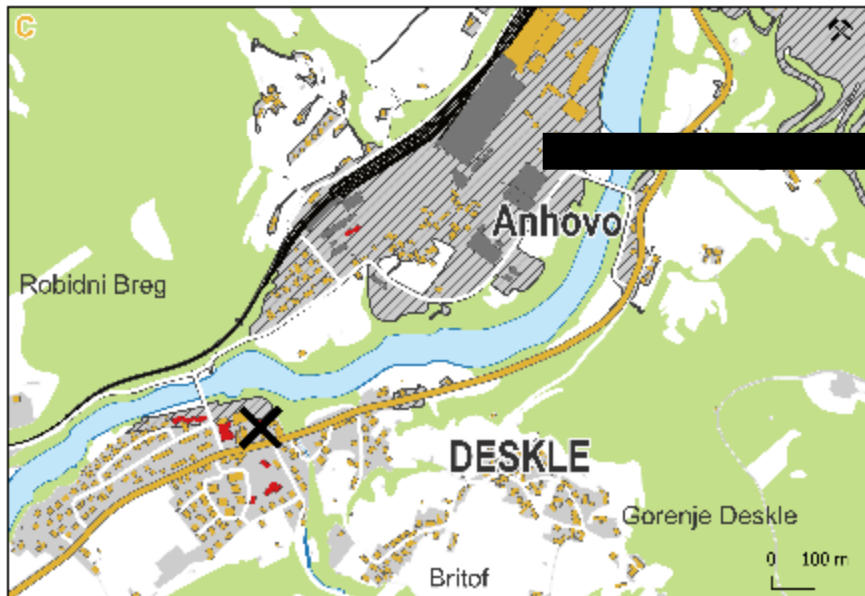 C
Anhovo
Robidni Breg
DESKLE
Gorenje Deskle
Britof
0 100 m